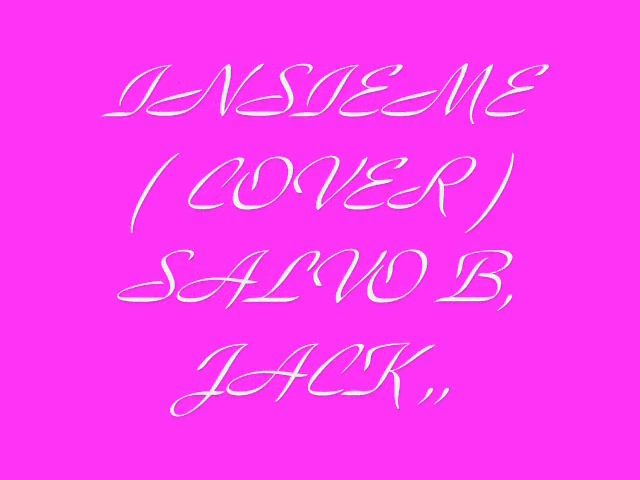 INSIEME
( COVER )
SALVO B,
JACK ,,